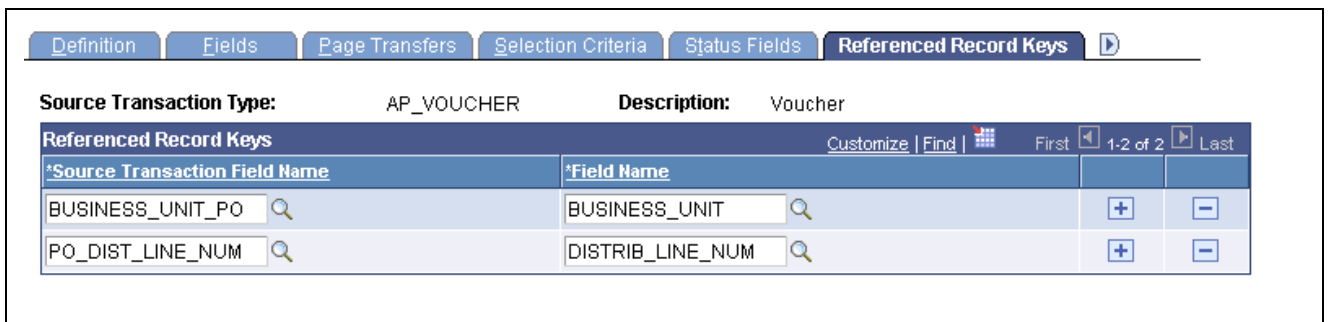 Definition Fields Page Transfers Selection Criteria Status Fields Referenced Record Keys
Source Transaction Type: AP_VOUCHER Description: Voucher
Referenced Record Keys Customize | Find | First 1-2 of 2 Last
*Source Transaction Field Name *Field Name
BUSINESS_UNIT_PO BUSINESS_UNIT
PO_DIST_LINE_NUM DISTRIB_LINE_NUM